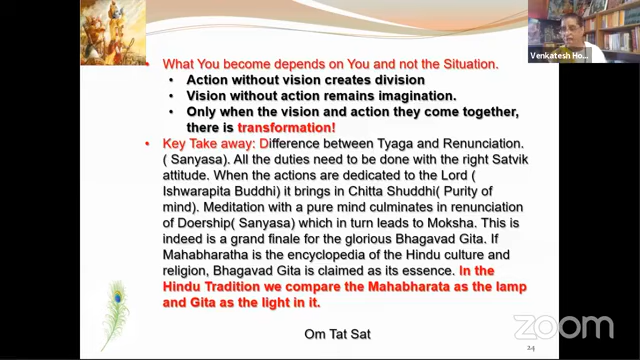 Venkatesh Ho...
What You become depends on You and not the Situation.
• Action without vision creates division
• Vision without action remains imagination.
• Only when the vision and action they come together,
there is transformation!
• Key Take away: Difference between Tyaga and Renunciation.
( Sanyasa). All the duties need to be done with the right Satvik
attitude. When the actions are dedicated to the Lord (
Ishwarapita Buddhi) it brings in Chitta Shuddhi( Purity of
mind). Meditation with a pure mind culminates in renunciation
of Doership( Sanyasa) which in turn leads to Moksha. This is
indeed is a grand finale for the glorious Bhagavad Gita. If
Mahabharatha is the encyclopedia of the Hindu culture and
religion, Bhagavad Gita is claimed as its essence. In the
Hindu Tradition we compare the Mahabharata as the lamp
and Gita as the light in it.
Om Tat Sat
zoom
24